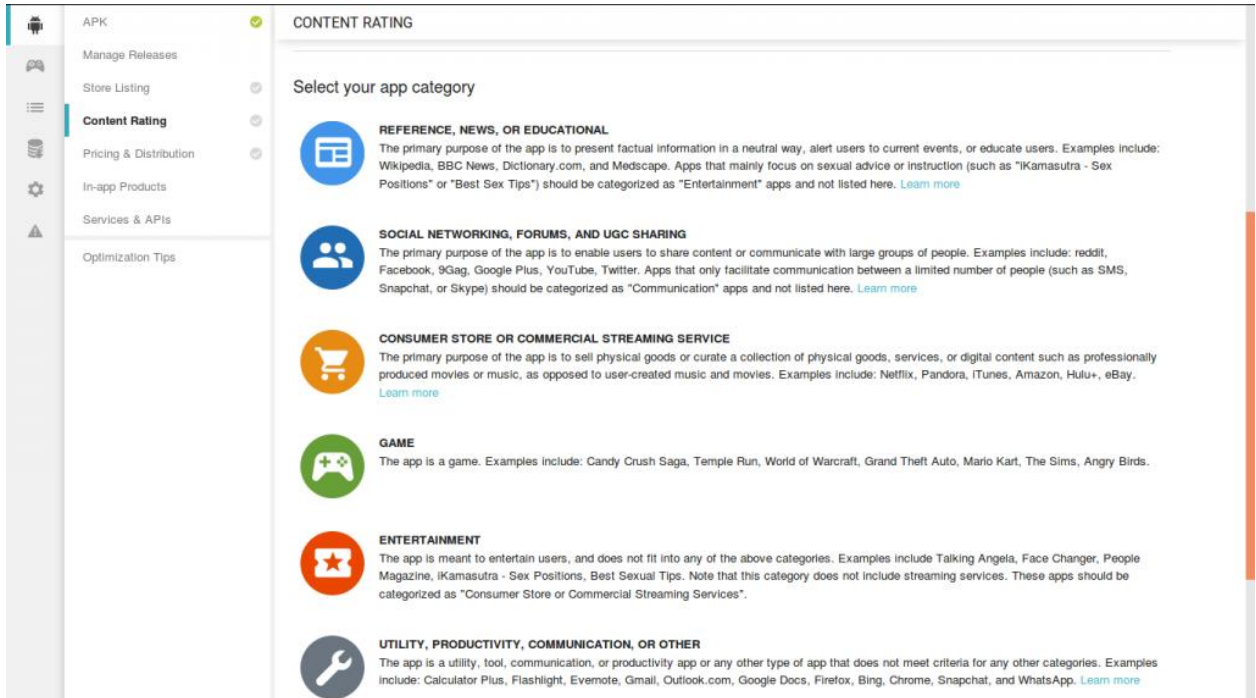 APK
Manage Releases
Store Listing
Content Rating
Pricing & Distribution
In-app Products
Services & APIs
Optimization Tips
CONTENT RATING
Select your app category
REFERENCE, NEWS, OR EDUCATIONAL
The primary purpose of the app is to present factual information in a neutral way, alert users to current events, or educate users. Examples include:
Wikipedia, BBC News, Dictionary.com, and Medscape. Apps that mainly focus on sexual advice or instruction (such as "iKamasutra - Sex
Positions" or "Best Sex Tips") should be categorized as "Entertainment" apps and not listed here. Learn more
SOCIAL NETWORKING, FORUMS, AND UGC SHARING
The primary purpose of the app is to enable users to share content or communicate with large groups of people. Examples include: reddit,
Facebook, 9Gag, Google Plus, YouTube, Twitter. Apps that only facilitate communication between a limited number of people (such as SMS,
Snapchat, or Skype) should be categorized as "Communication" apps and not listed here. Learn more
CONSUMER STORE OR COMMERCIAL STREAMING SERVICE
The primary purpose of the app is to sell physical goods or curate a collection of physical goods, services, or digital content such as professionally
produced movies or music, as opposed to user-created music and movies. Examples include: Netflix, Pandora, iTunes, Amazon, Hulu+, eBay.
Learn more
GAME
The app is a game. Examples include: Candy Crush Saga, Temple Run, World of Warcraft, Grand Theft Auto, Mario Kart, The Sims, Angry Birds.
ENTERTAINMENT
The app is meant to entertain users, and does not fit into any of the above categories. Examples include Talking Angela, Face Changer, People
Magazine, iKamasutra - Sex Positions, Best Sexual Tips. Note that this category does not include streaming services. These apps should be
categorized as "Consumer Store or Commercial Streaming Services".
UTILITY, PRODUCTIVITY, COMMUNICATION, OR OTHER
The app is a utility, tool, communication, or productivity app or any other type of app that does not meet criteria for any other categories. Examples
include: Calculator Plus, Flashlight, Evernote, Gmail, Outlook.com, Google Docs, Firefox, Bing, Chrome, Snapchat, and WhatsApp. Learn more